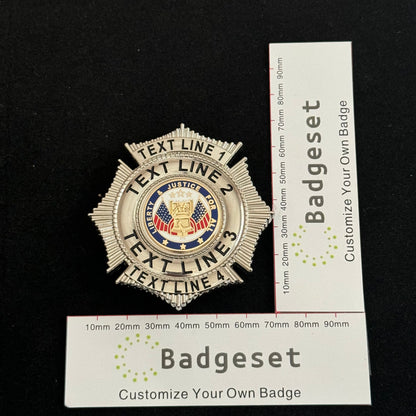 TEXT LINE 1
TEXT LINE 2
LIBERTY & JUSTICE FOR ALL
TEXT LINE 3
TEXT LINE 4
90mm
80mm
70mm
60mm
50mm
40mm
30mm
20mm
10mm
Badgeset
Customize Your Own Badge
10mm 20mm 30mm 40mm 50mm 60mm 70mm 80mm 90mm
Badgeset
Customize Your Own Badge